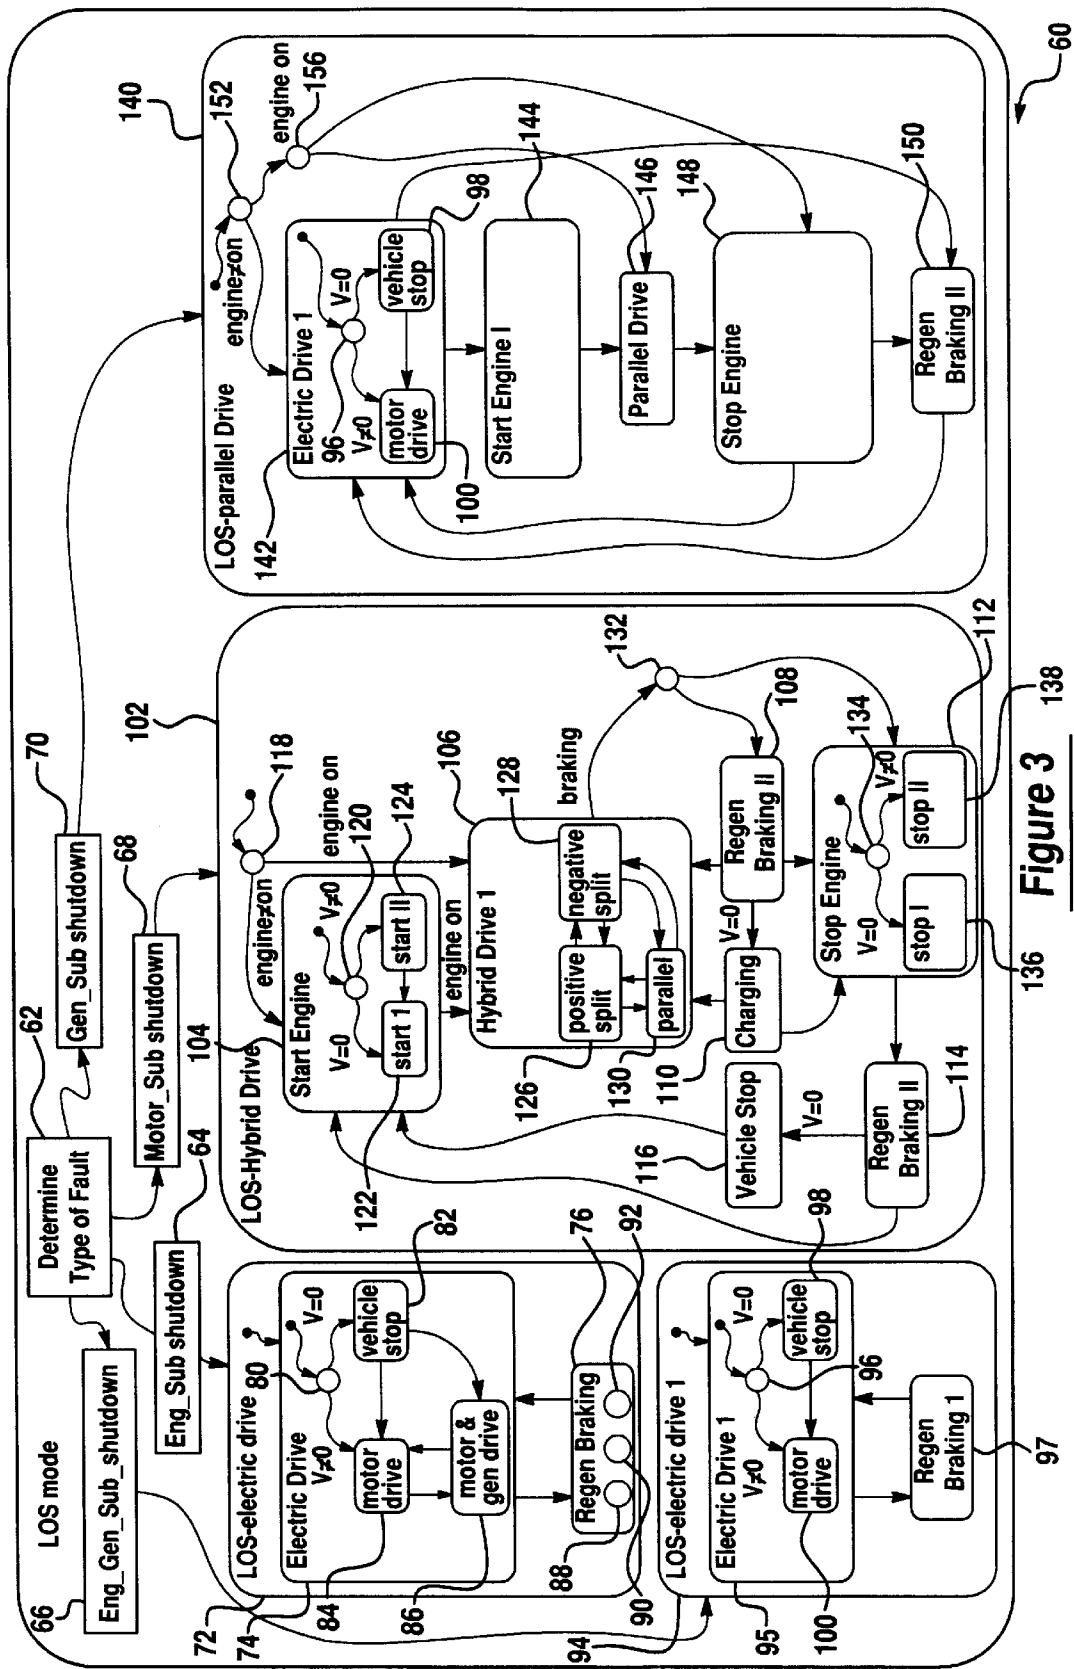 LOS mode
62
Determine
Type of Fault
66
Eng_Gen_Sub_shutdown
64
Eng_Sub shutdown
68
Motor_Sub shutdown
70
Gen_Sub shutdown
72
LOS-electric drive
74
Electric Drive
V≠0
V=0
80
82
vehicle
stop
84
motor
drive
86
motor &
gen drive
76
Regen Braking
88
90
92
94
LOS-electric drive 1
95
Electric Drive 1
V≠0
V=0
96
98
vehicle
stop
100
motor
drive
Regen
Braking 1
97
102
LOS-Hybrid Drive
engine≠on
118
engine on
104
Start Engine
V=0
V≠0
120
122
start 1
124
start II
engine on
106
Hybrid Drive 1
126
positive
split
128
negative
split
130
parallel
braking
132
108
Regen
Braking II
V=0
110
Charging
112
Stop Engine
V=0
V≠0
134
136
stop I
138
stop II
114
Regen
Braking II
V=0
116
Vehicle Stop
140
LOS-parallel Drive
152
engine≠on
engine on
156
142
Electric Drive 1
96
V≠0
V=0
98
vehicle
stop
100
motor
drive
144
Start Engine I
146
Parallel Drive
148
Stop Engine
150
Regen
Braking II
60
Figure 3